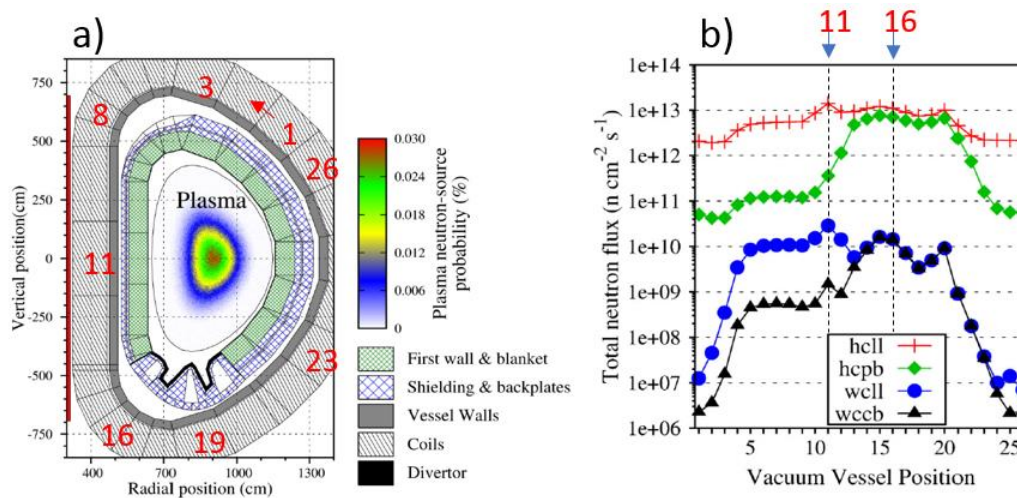 a)
750
500
250
0
-250
-500
-750
Vertical position(cm)
400
700
1000
1300
Radial position (cm)
3
8
1
26
Plasma
11
23
16
19
0.030
0.024
0.018
0.012
0.006
0
Plasma neutron-source
probability (%)
First wall & blanket
Shielding & backplates
Vessel Walls
Coils
Divertor
b)
11
16
1e+14
1e+13
1e+12
1e+11
1e+10
1e+09
1e+08
1e+07
1e+06
Total neutron flux (n cm⁻² s⁻¹)
hcll
hcpb
wcll
wccb
0
5
10
15
20
25
Vacuum Vessel Position